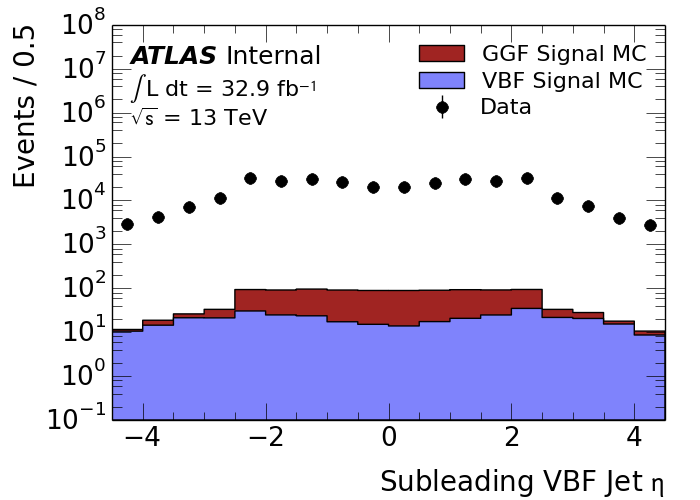 ATLAS Internal
∫L dt = 32.9 fb⁻¹
√s = 13 TeV
GGF Signal MC
VBF Signal MC
Data
Events / 0.5
10⁸
10⁷
10⁶
10⁵
10⁴
10³
10²
10¹
10⁰
10⁻¹
−4 −2 0 2 4
Subleading VBF Jet η